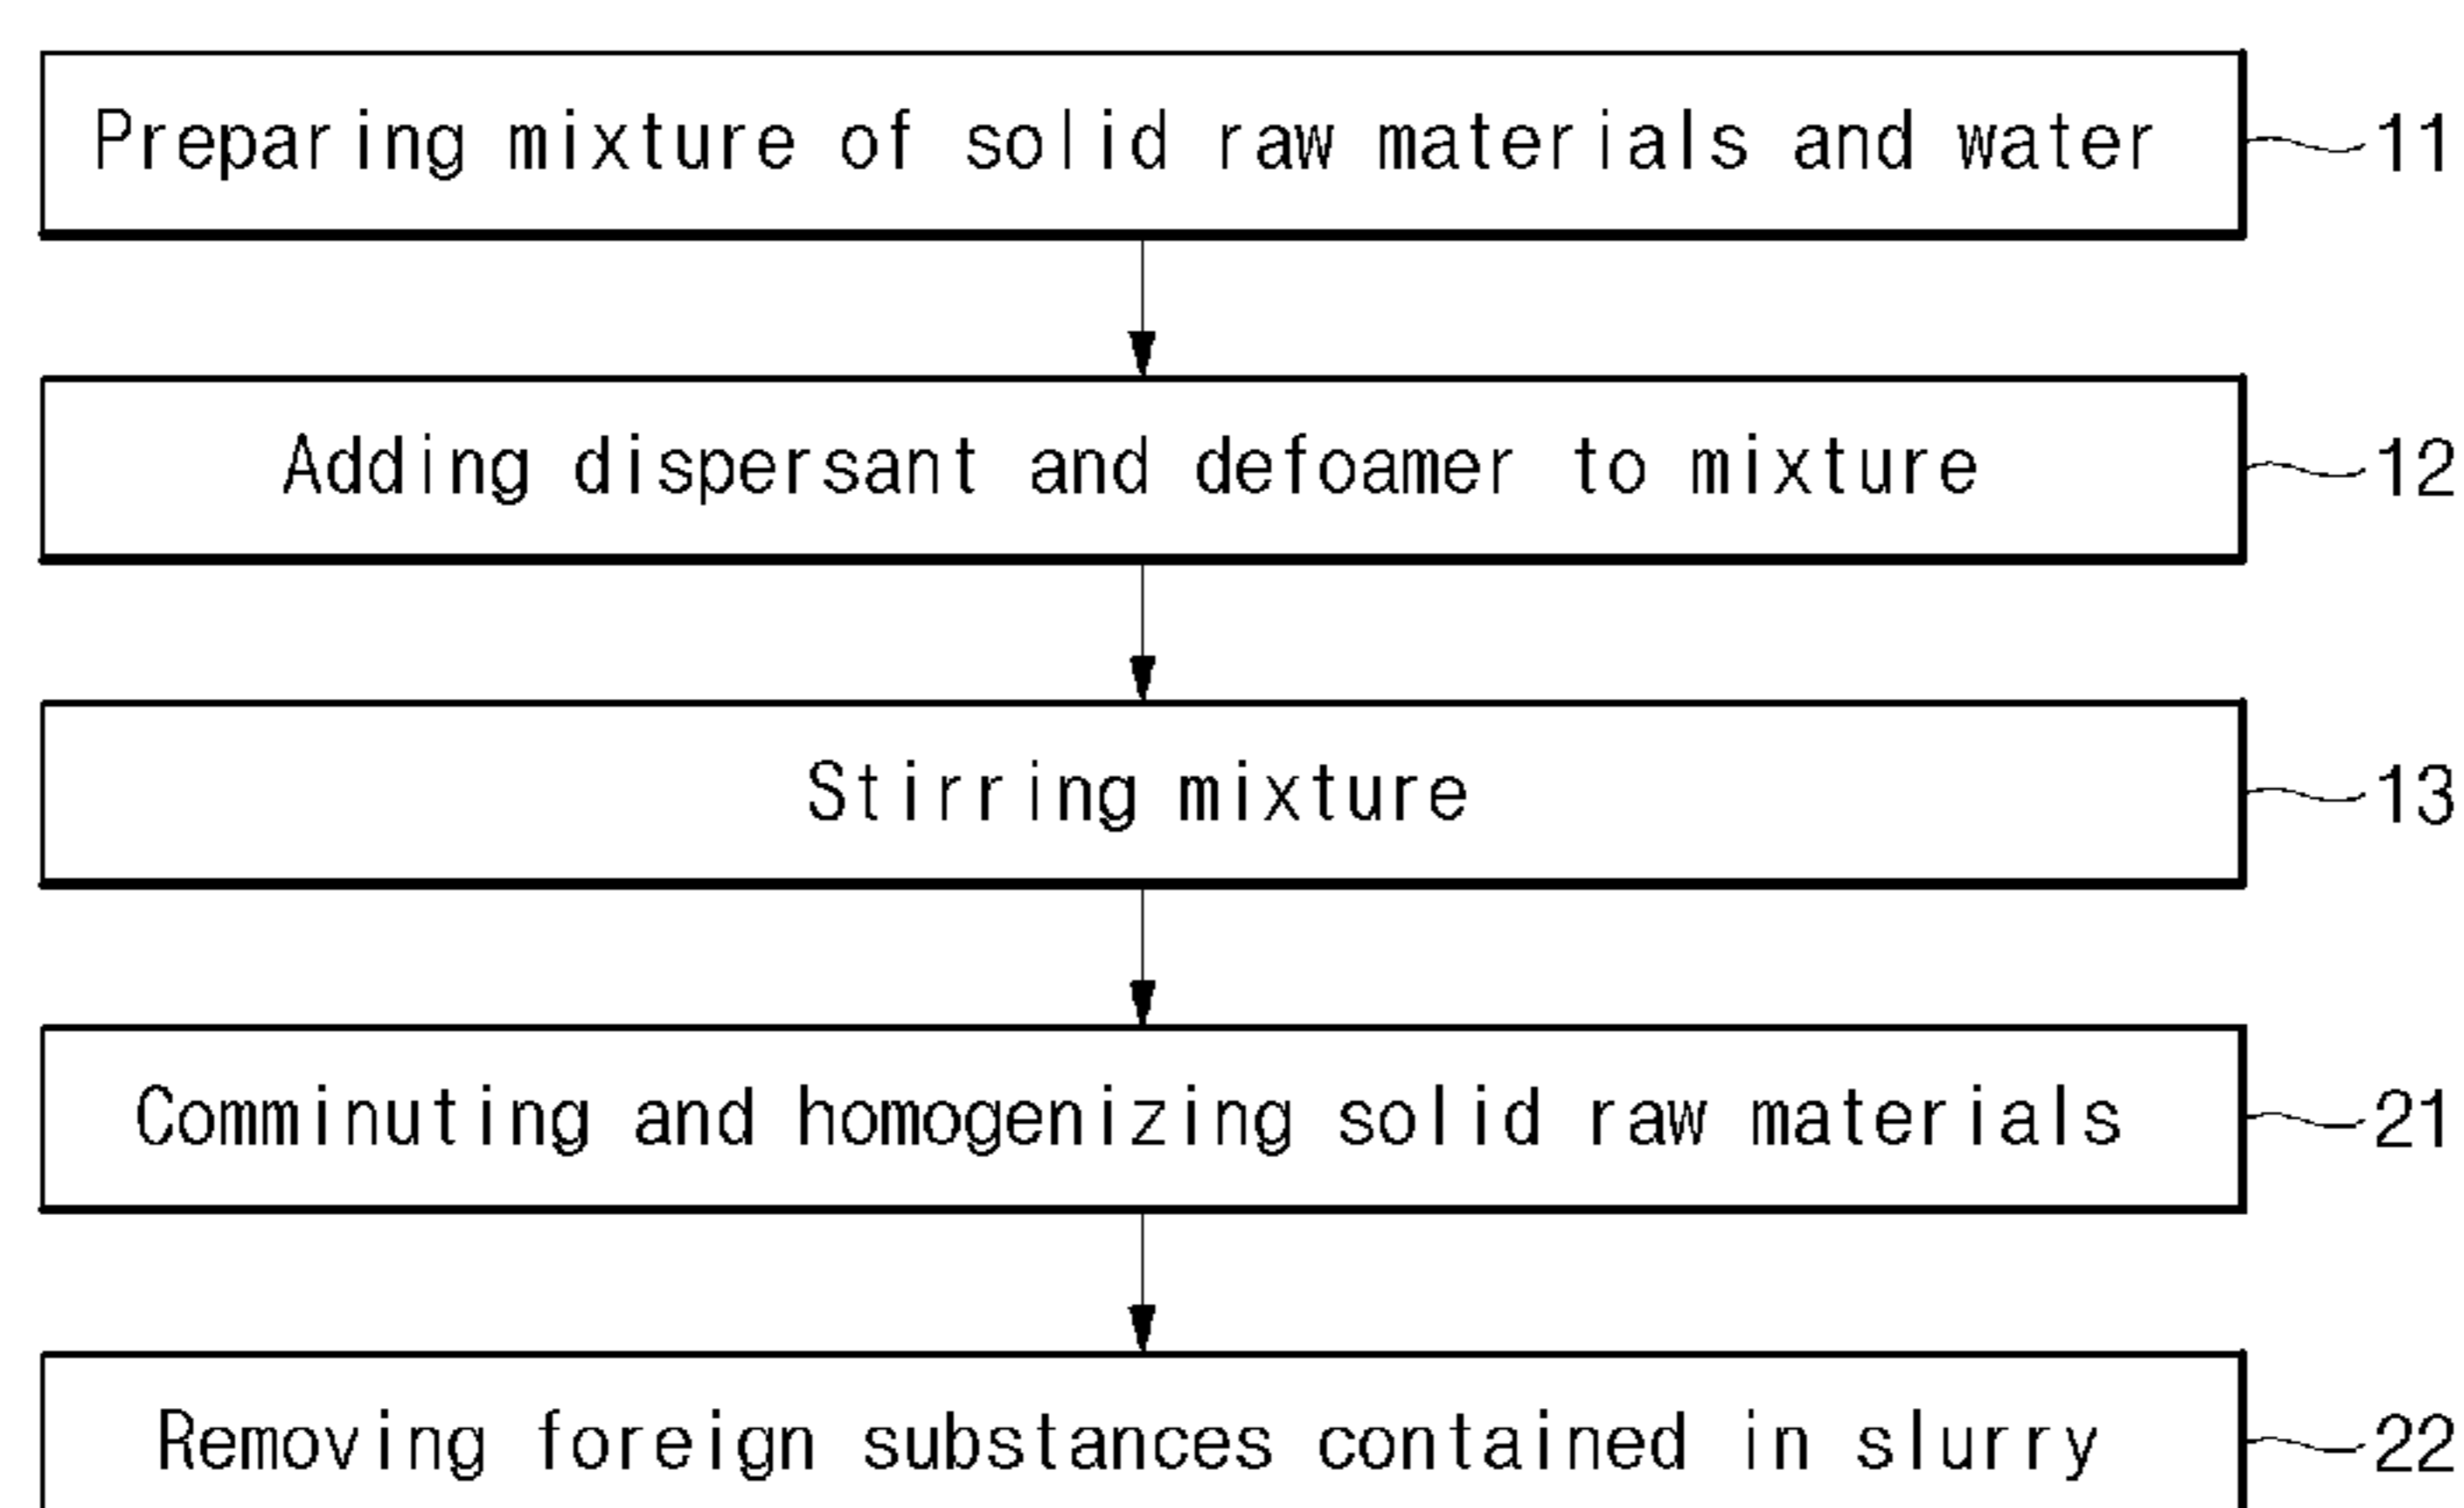 Preparing mixture of solid raw materials and water 11
Adding dispersant and defoamer to mixture 12
Stirring mixture 13
Comminuting and homogenizing solid raw materials 21
Removing foreign substances contained in slurry 22